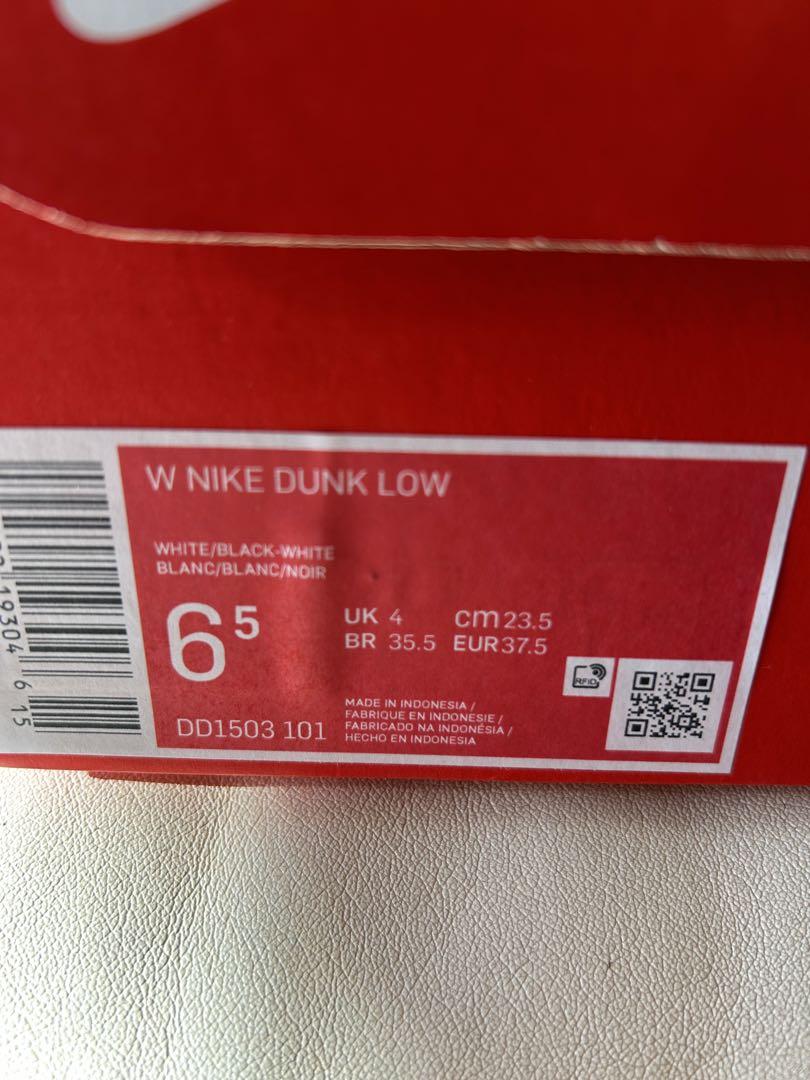 W NIKE DUNK LOW
WHITE/BLACK-WHITE
BLANC/BLANC/NOIR
6 5
UK 4 cm 23.5
BR 35.5 EUR 37.5
DD1503 101
MADE IN INDONESIA /
FABRIQUE EN INDONESIE /
FABRICADO NA INDONÉSIA /
HECHO EN INDONESIA
RFID
19304 6 15